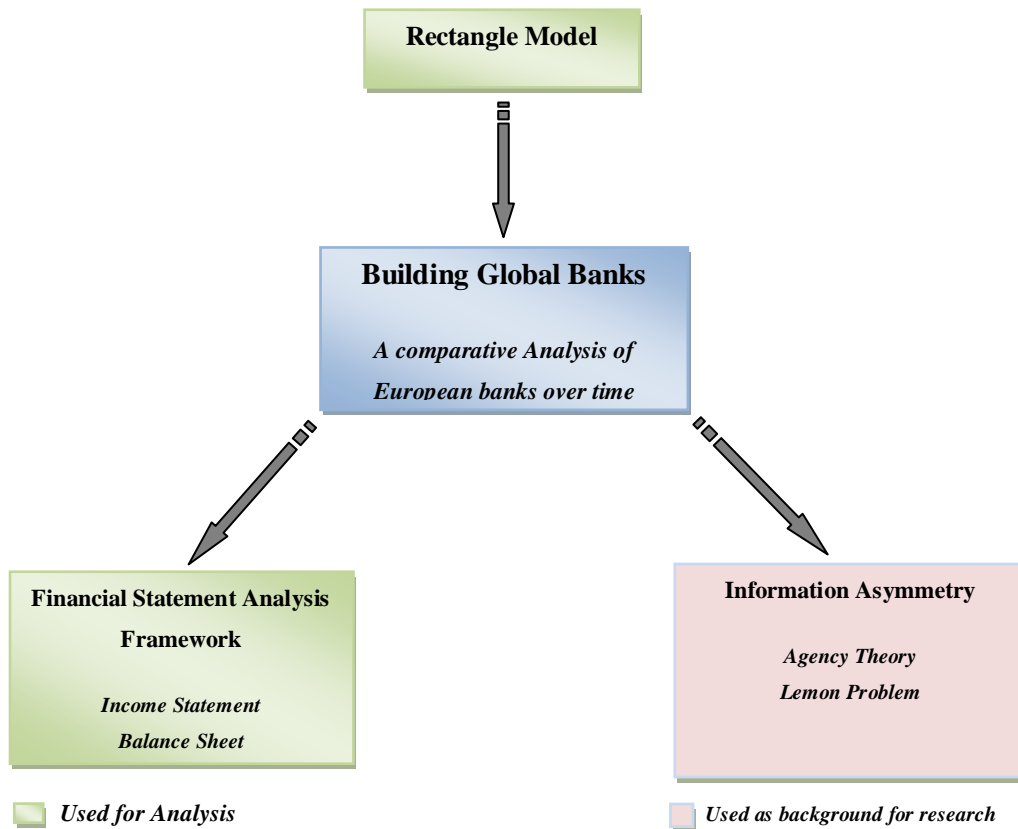 Rectangle Model
Building Global Banks
A comparative Analysis of
European banks over time
Financial Statement Analysis
Framework
Income Statement
Balance Sheet
Information Asymmetry
Agency Theory
Lemon Problem
Used for Analysis
Used as background for research